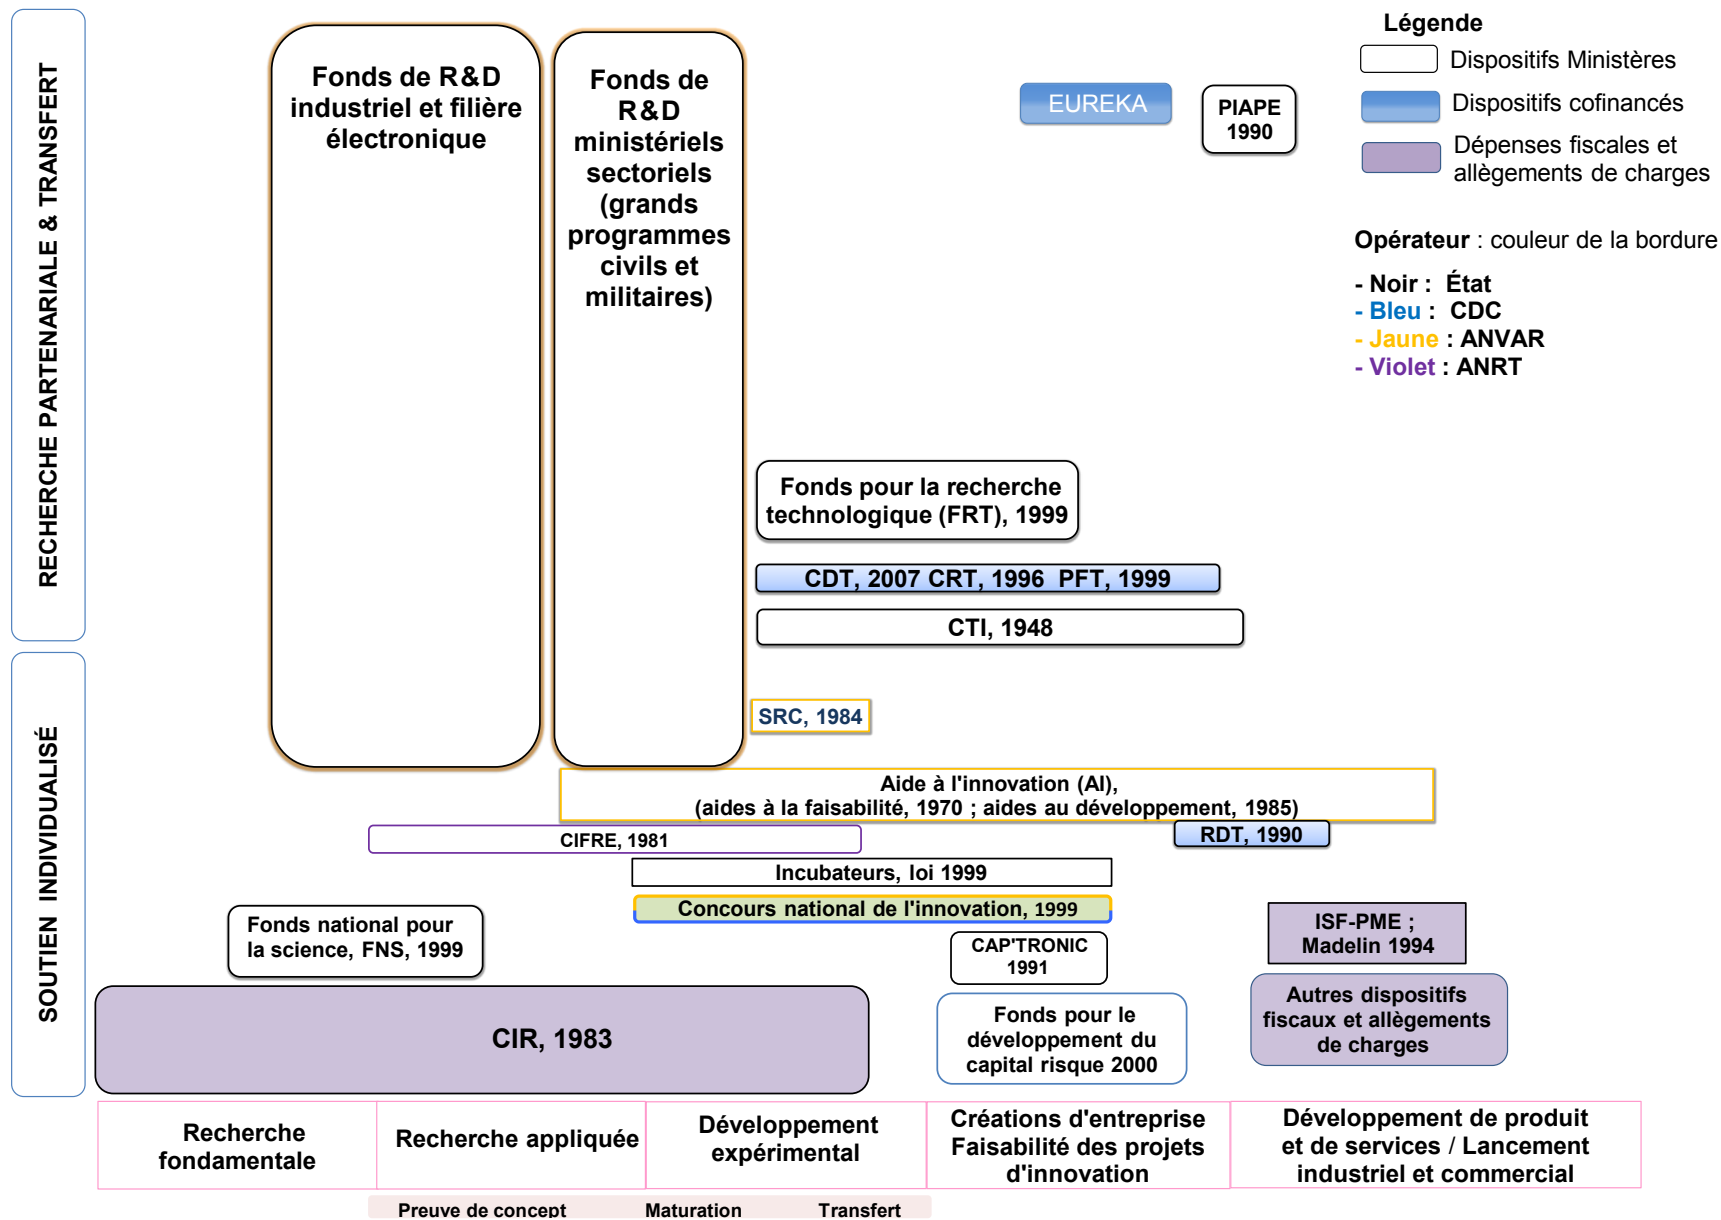 RECHERCHE PARTENARIALE & TRANSFERT
SOUTIEN INDIVIDUALISÉ
Fonds de R&D
industriel et filière
électronique
Fonds de
R&D
ministériels
sectoriels
(grands
programmes
civils et
militaires)
EUREKA
PIAPE
1990
Légende
Dispositifs Ministères
Dispositifs cofinancés
Dépenses fiscales et
allègements de charges
Opérateur : couleur de la bordure
- Noir : État
- Bleu : CDC
- Jaune : ANVAR
- Violet : ANRT
Fonds pour la recherche
technologique (FRT), 1999
CDT, 2007 CRT, 1996 PFT, 1999
CTI, 1948
SRC, 1984
Aide à l'innovation (AI),
(aides à la faisabilité, 1970 ; aides au développement, 1985)
CIFRE, 1981
RDT, 1990
Incubateurs, loi 1999
Concours national de l'innovation, 1999
Fonds national pour
la science, FNS, 1999
CAP'TRONIC
1991
ISF-PME ;
Madelin 1994
CIR, 1983
Fonds pour le
développement du
capital risque 2000
Autres dispositifs
fiscaux et allègements
de charges
Recherche
fondamentale
Recherche appliquée
Développement
expérimental
Créations d'entreprise
Faisabilité des projets
d'innovation
Développement de produit
et de services / Lancement
industriel et commercial
Preuve de concept
Maturation
Transfert